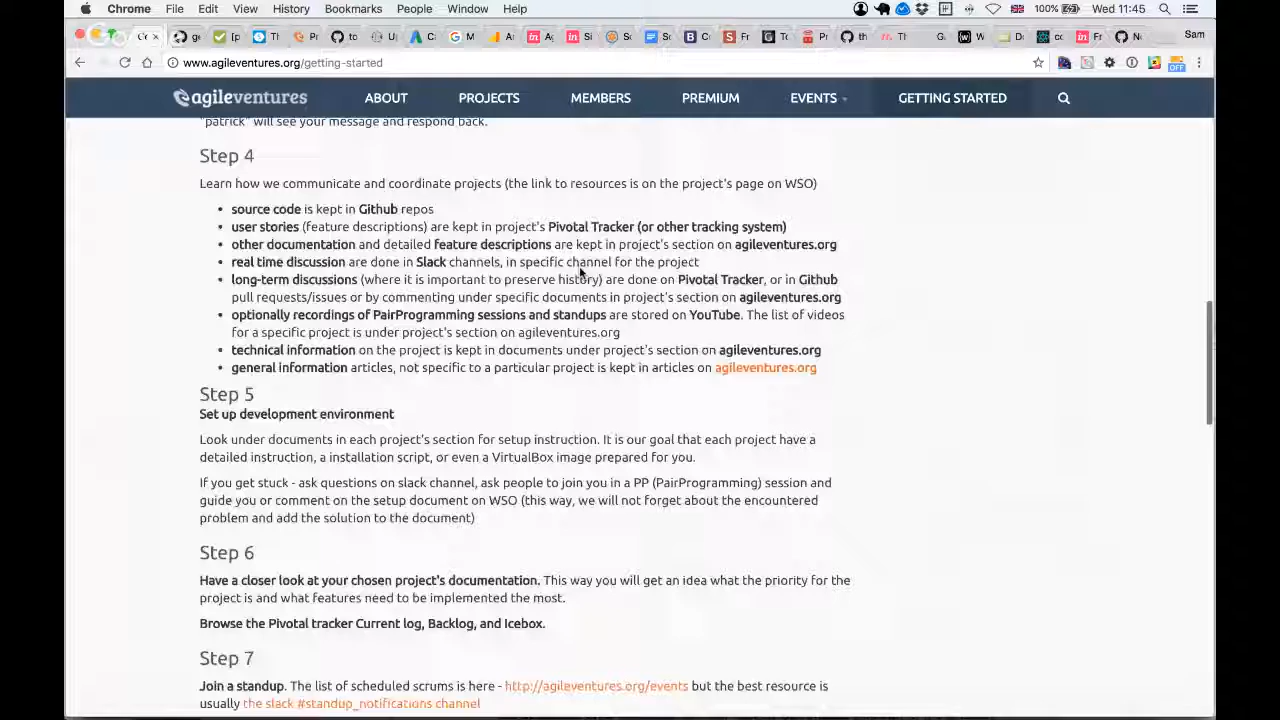 Chrome File Edit View History Bookmarks People Window Help 100% Wed 11:45
Sam
www.agileventures.org/getting-started
OFF
agileventures ABOUT PROJECTS MEMBERS PREMIUM EVENTS GETTING STARTED
"patrick" will see your message and respond back.
Step 4
Learn how we communicate and coordinate projects (the link to resources is on the project's page on WSO)
• source code is kept in Github repos
• user stories (feature descriptions) are kept in project's Pivotal Tracker (or other tracking system)
• other documentation and detailed feature descriptions are kept in project's section on agileventures.org
• real time discussion are done in Slack channels, in specific channel for the project
• long-term discussions (where it is important to preserve history) are done on Pivotal Tracker, or in Github
pull requests/issues or by commenting under specific documents in project's section on agileventures.org
• optionally recordings of PairProgramming sessions and standups are stored on YouTube. The list of videos
for a specific project is under project's section on agileventures.org
• technical information on the project is kept in documents under project's section on agileventures.org
• general information articles, not specific to a particular project is kept in articles on agileventures.org
Step 5
Set up development environment
Look under documents in each project's section for setup instruction. It is our goal that each project have a
detailed instruction, a installation script, or even a VirtualBox image prepared for you.
If you get stuck - ask questions on slack channel, ask people to join you in a PP (PairProgramming) session and
guide you or comment on the setup document on WSO (this way, we will not forget about the encountered
problem and add the solution to the document)
Step 6
Have a closer look at your chosen project's documentation. This way you will get an idea what the priority for the
project is and what features need to be implemented the most.
Browse the Pivotal tracker Current log, Backlog, and Icebox.
Step 7
Join a standup. The list of scheduled scrums is here - http://agileventures.org/events but the best resource is
usually the slack #standup_notifications channel